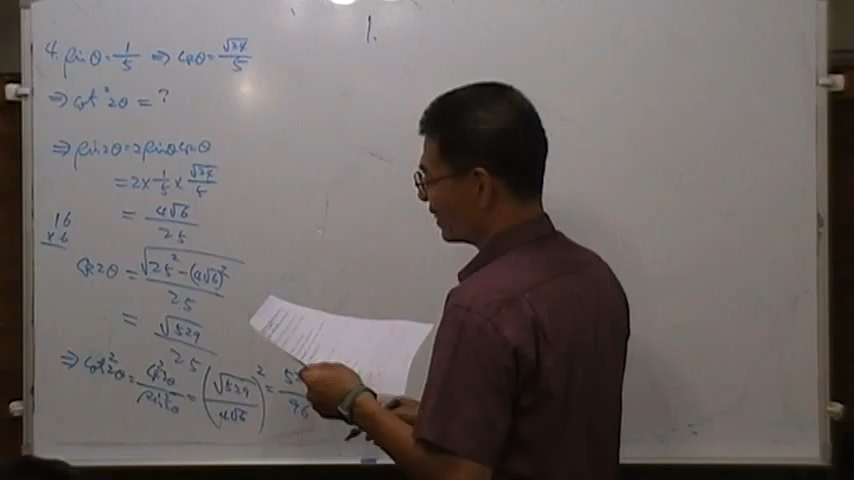 4. sinθ = 1/5 ⇒ cosθ = √24/5
⇒ cot²2θ = ?
⇒ sin2θ = 2sinθcosθ
= 2 × 1/5 × √24/5
= 4√6/25
16
×6
cos2θ = √(25² - (4√6)²)/25
= √529/25
⇒ cot²2θ = cos²2θ/sin²2θ = (√529/4√6)² =
96
1.